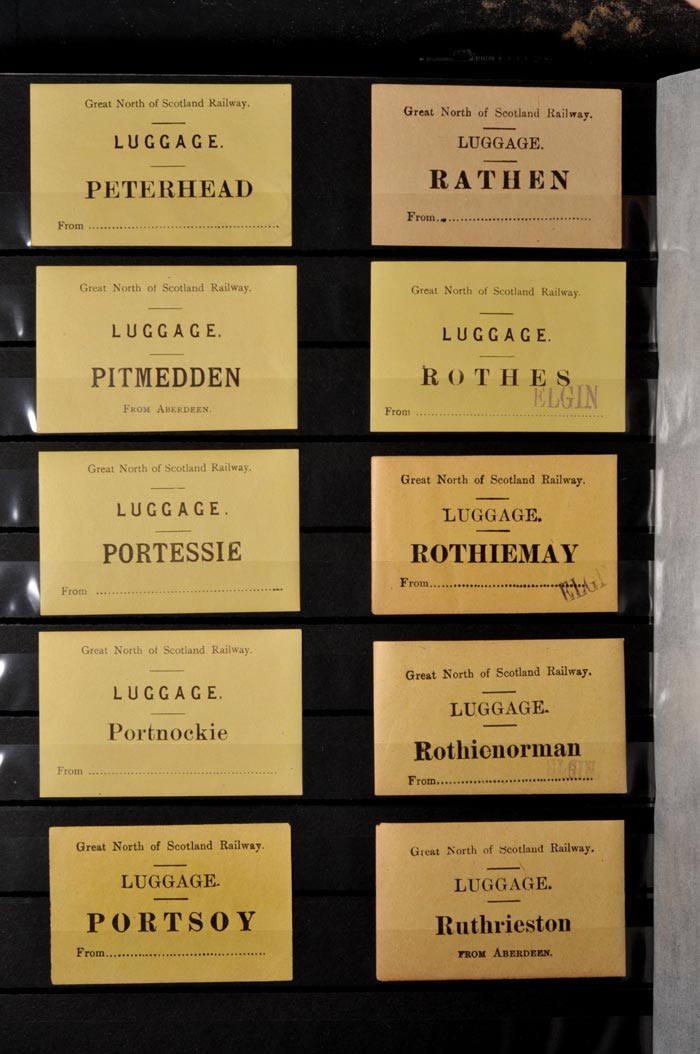 Great North of Scotland Railway.
LUGGAGE.
PETERHEAD
From
Great North of Scotland Railway.
LUGGAGE.
PITMEDDEN
FROM ABERDEEN.
Great North of Scotland Railway.
LUGGAGE.
PORTESSIE
From
Great North of Scotland Railway.
LUGGAGE.
Portnockie
From
Great North of Scotland Railway.
LUGGAGE.
PORTSOY
From
Great North of Scotland Railway.
LUGGAGE.
RATHEN
From
Great North of Scotland Railway.
LUGGAGE.
ROTHES
ELGIN
From
Great North of Scotland Railway.
LUGGAGE.
ROTHIEMAY
From
Great North of Scotland Railway.
LUGGAGE.
Rothienorman
ELGIN
From
Great North of Scotland Railway.
LUGGAGE.
Ruthrieston
FROM ABERDEEN.